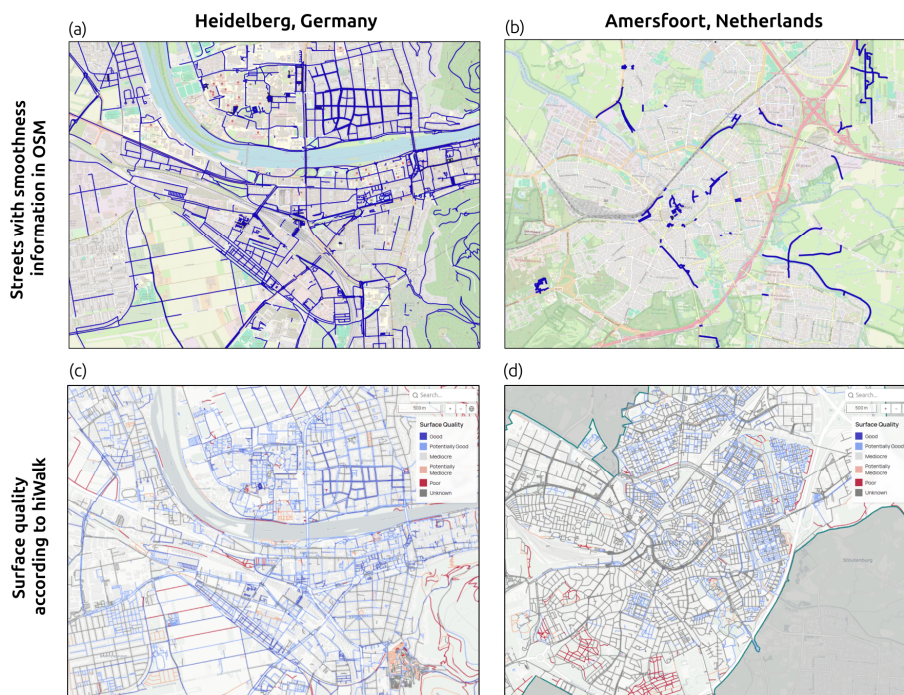 Heidelberg, Germany
Amersfoort, Netherlands
(a)
(b)
Streets with smoothness
information in OSM
(c)
(d)
Surface quality
according to hiWalk
Search...
500 m
+
-
Surface Quality
Good
Potentially Good
Mediocre
Potentially
Mediocre
Poor
Unknown
Search...
500 m
+
-
Surface Quality
Good
Potentially Good
Mediocre
Potentially
Mediocre
Poor
Unknown